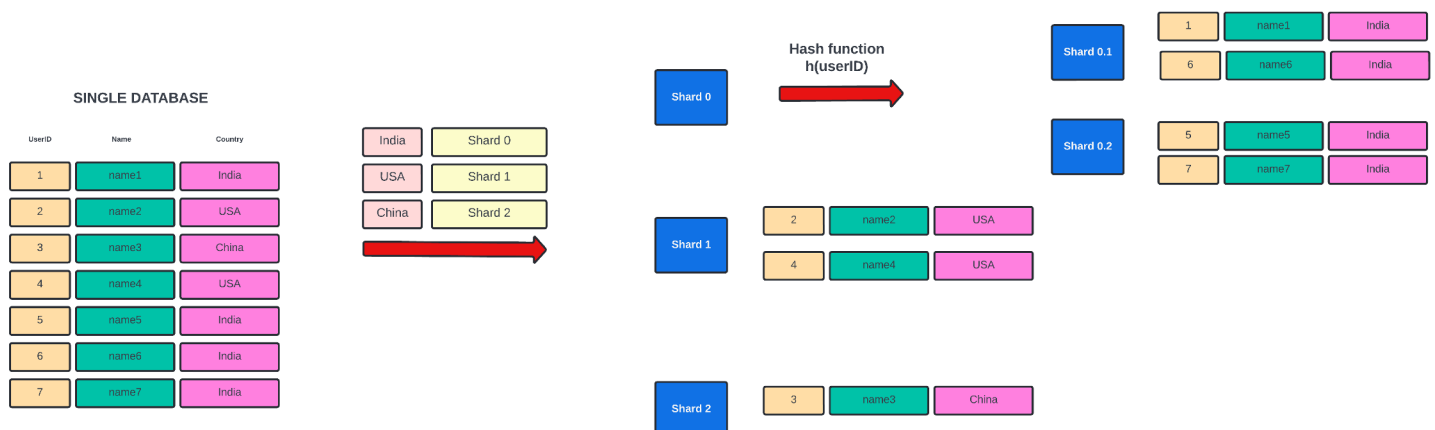 SINGLE DATABASE
UserID Name Country
1 name1 India
2 name2 USA
3 name3 China
4 name4 USA
5 name5 India
6 name6 India
7 name7 India
India Shard 0
USA Shard 1
China Shard 2
Shard 0
Hash function
h(userID)
Shard 0.1
1 name1 India
6 name6 India
Shard 0.2
5 name5 India
7 name7 India
Shard 1
2 name2 USA
4 name4 USA
Shard 2
3 name3 China